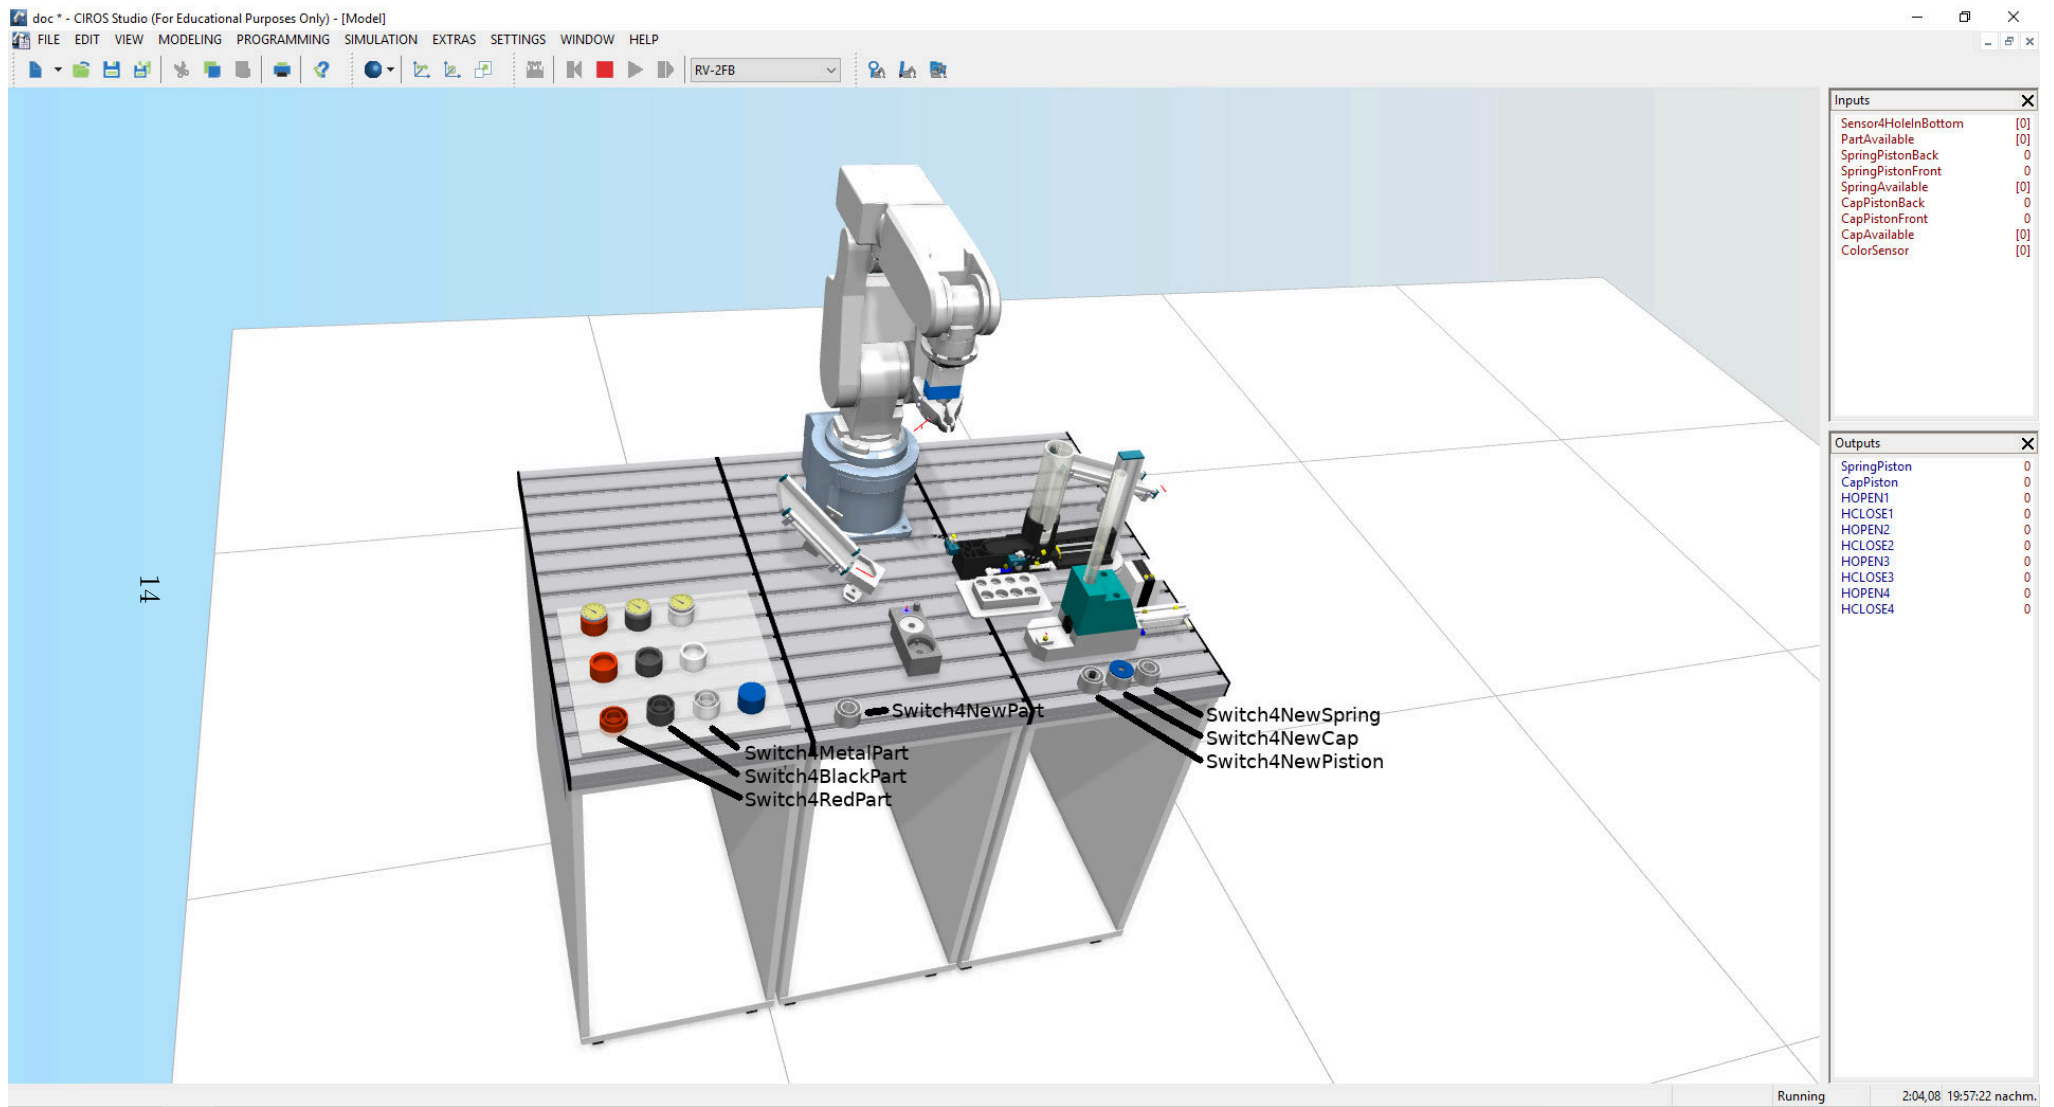 doc * - CIROS Studio (For Educational Purposes Only) - [Model]
FILE EDIT VIEW MODELING PROGRAMMING SIMULATION EXTRAS SETTINGS WINDOW HELP
RV-2FB
Inputs
Sensor4HoleInBottom [0]
PartAvailable [0]
SpringPistonBack 0
SpringPistonFront 0
SpringAvailable [0]
CapPistonBack 0
CapPistonFront 0
CapAvailable [0]
ColorSensor [0]
Outputs
SpringPiston 0
CapPiston 0
HOPEN1 0
HCLOSE1 0
HOPEN2 0
HCLOSE2 0
HOPEN3 0
HCLOSE3 0
HOPEN4 0
HCLOSE4 0
14
Switch4NewPart
Switch4MetalPart
Switch4BlackPart
Switch4RedPart
Switch4NewSpring
Switch4NewCap
Switch4NewPistion
Running 2:04,08 19:57:22 nachm.